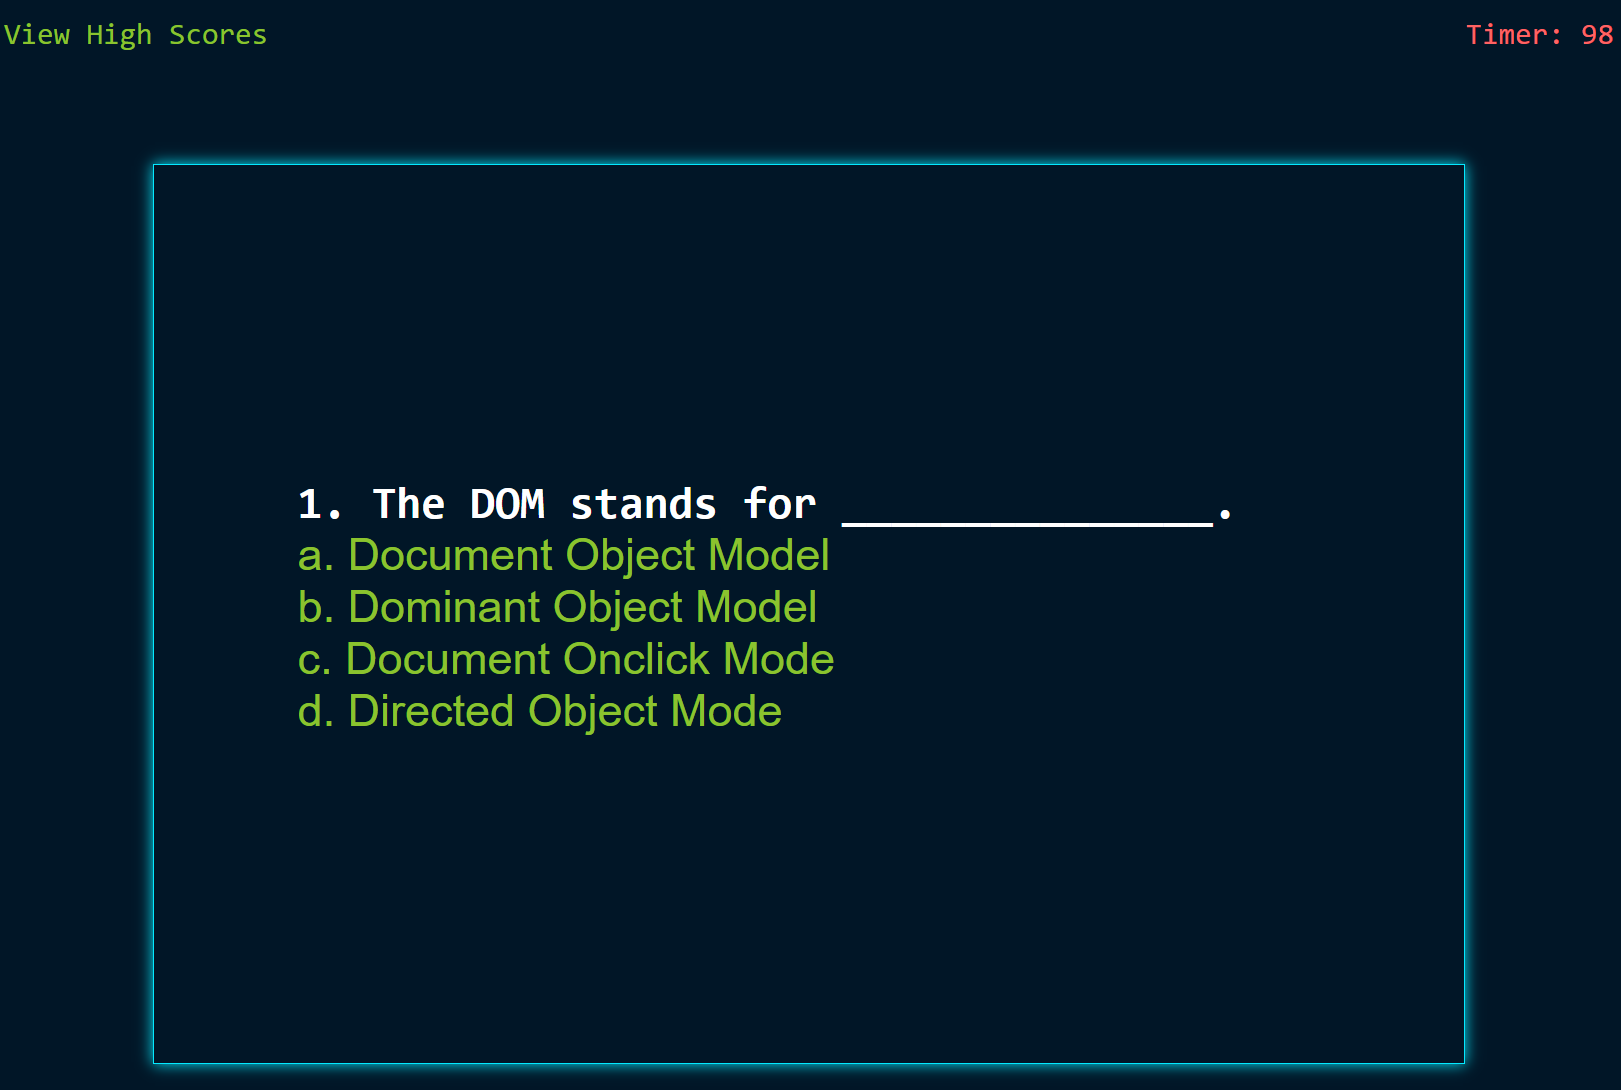 View High Scores
Timer: 98
1. The DOM stands for _______________.
a. Document Object Model
b. Dominant Object Model
c. Document Onclick Mode
d. Directed Object Mode